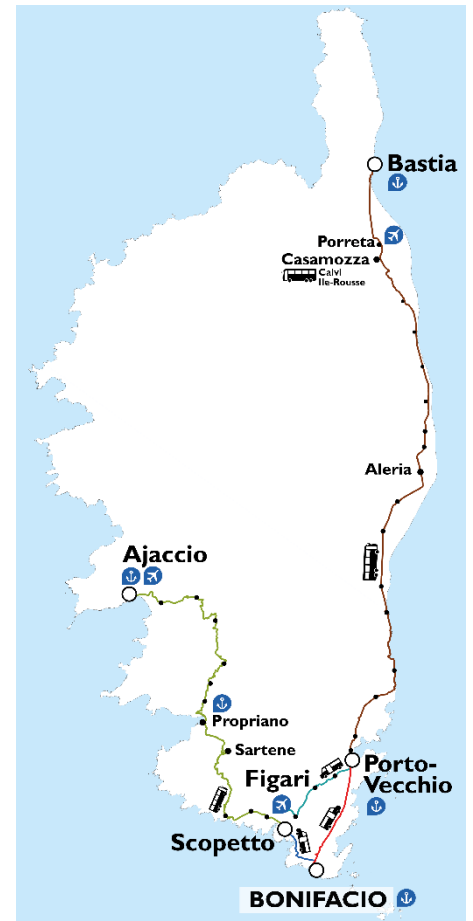 Bastia
Porreta
Casamozza
Calvi
Ile-Rousse
Aleria
Ajaccio
Propriano
Sartene
Figari
Porto-
Vecchio
Scopetto
BONIFACIO